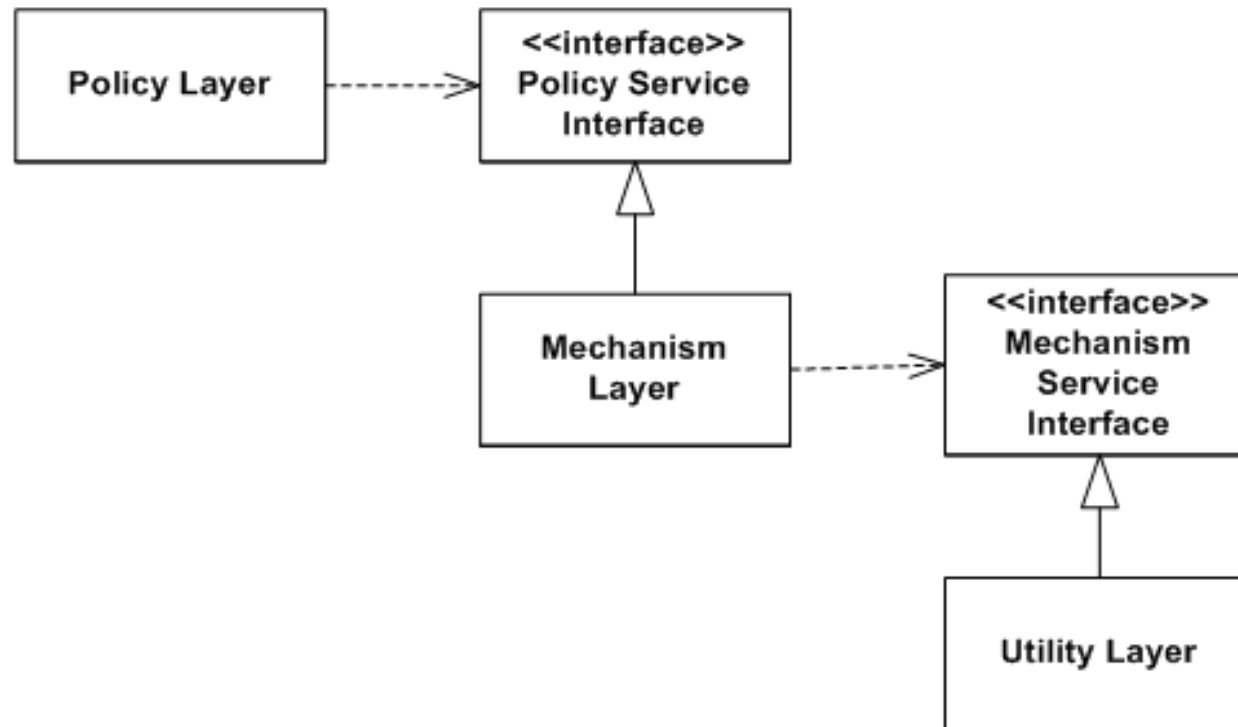 Policy Layer
<<interface>>
Policy Service
Interface
Mechanism
Layer
<<interface>>
Mechanism
Service
Interface
Utility Layer